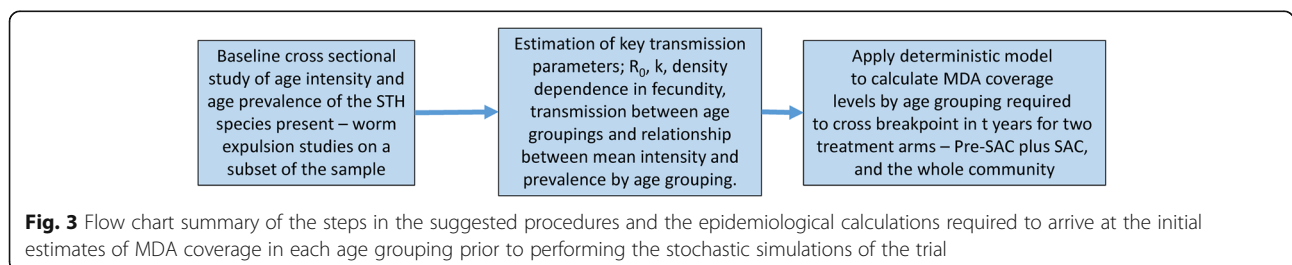 Baseline cross sectional
study of age intensity and
age prevalence of the STH
species present – worm
expulsion studies on a
subset of the sample
Estimation of key transmission
parameters; R0, k, density
dependence in fecundity,
transmission between age
groupings and relationship
between mean intensity and
prevalence by age grouping.
Apply deterministic model
to calculate MDA coverage
levels by age grouping required
to cross breakpoint in t years for two
treatment arms – Pre-SAC plus SAC,
and the whole community
Fig. 3 Flow chart summary of the steps in the suggested procedures and the epidemiological calculations required to arrive at the initial
estimates of MDA coverage in each age grouping prior to performing the stochastic simulations of the trial